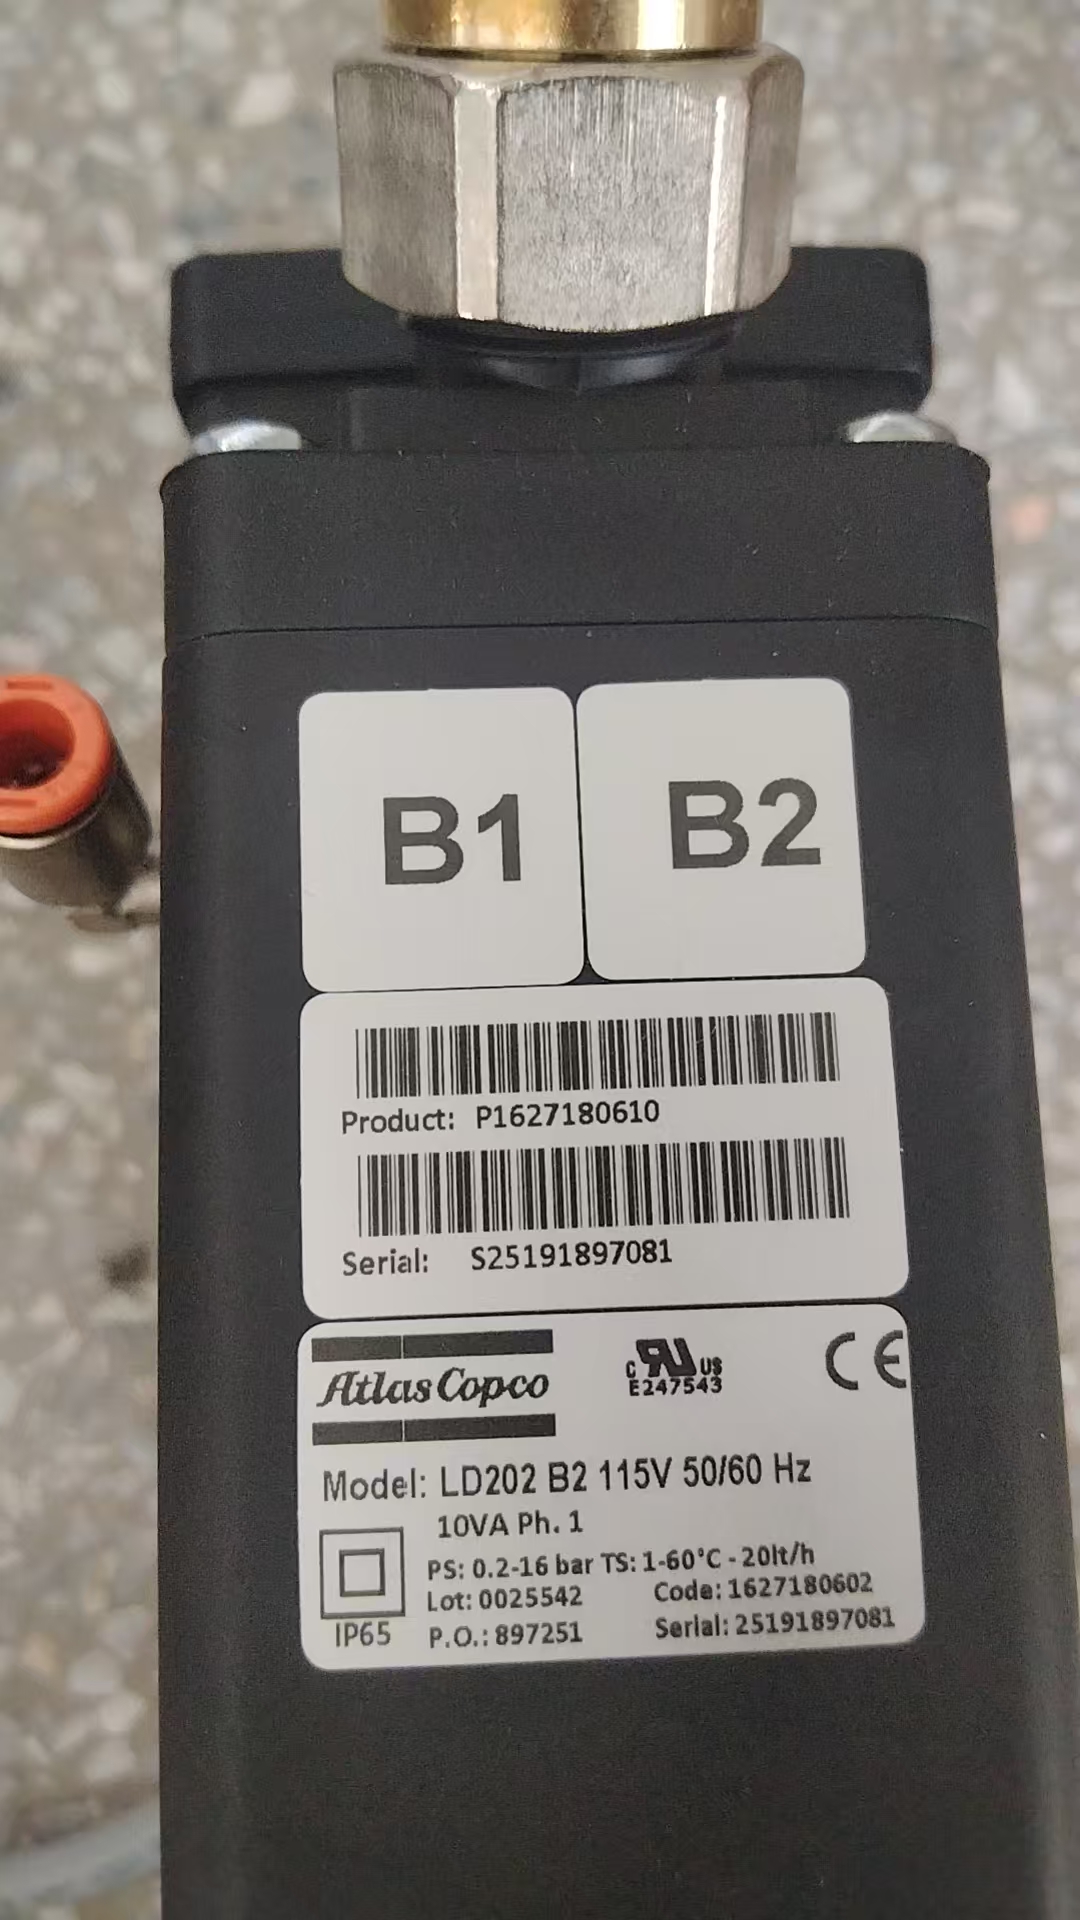 B1
B2
Product: P1627180610
Serial: S25191897081
Atlas Copco
c RU US
E247543
CE
Model: LD202 B2 115V 50/60 Hz
10VA Ph. 1
PS: 0.2-16 bar TS: 1-60°C - 20lt/h
Lot: 0025542 Code: 1627180602
IP65 P.O.: 897251 Serial: 25191897081